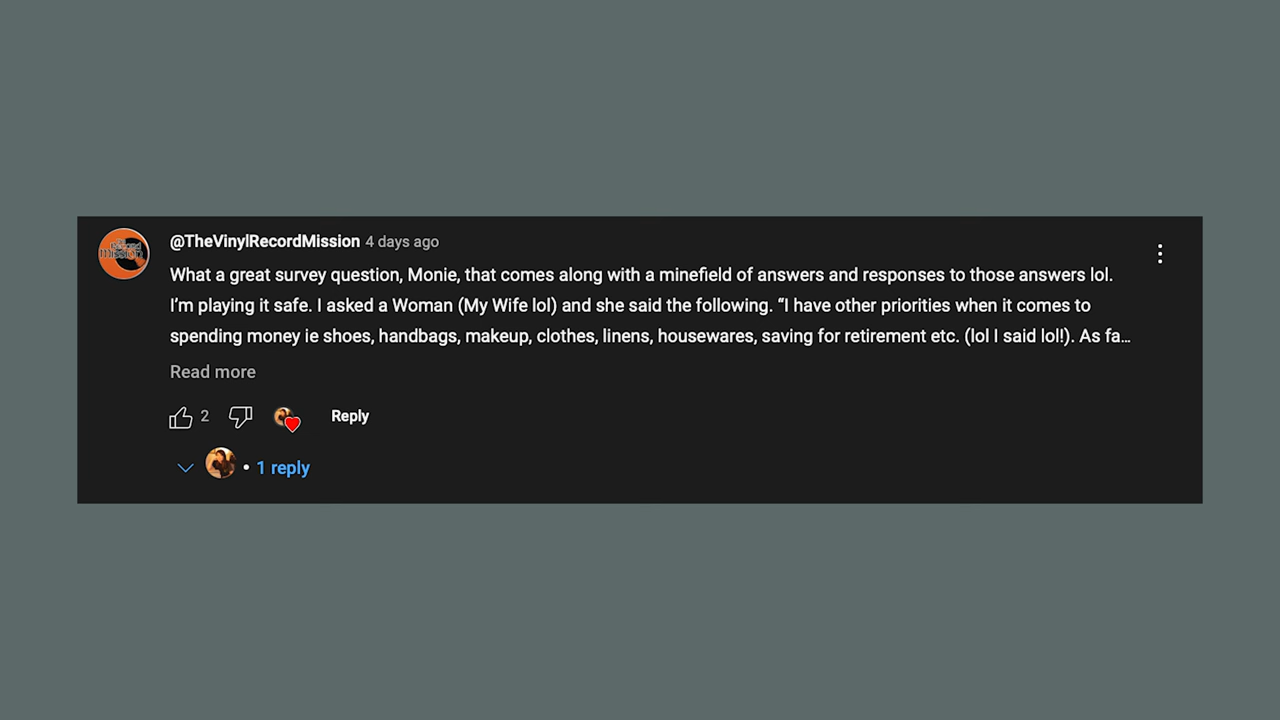 @TheVinylRecordMission 4 days ago
What a great survey question, Monie, that comes along with a minefield of answers and responses to those answers lol.
I’m playing it safe. I asked a Woman (My Wife lol) and she said the following. “I have other priorities when it comes to
spending money ie shoes, handbags, makeup, clothes, linens, housewares, saving for retirement etc. (lol I said lol!). As fa...
Read more
2 Reply
• 1 reply
Record
Mission